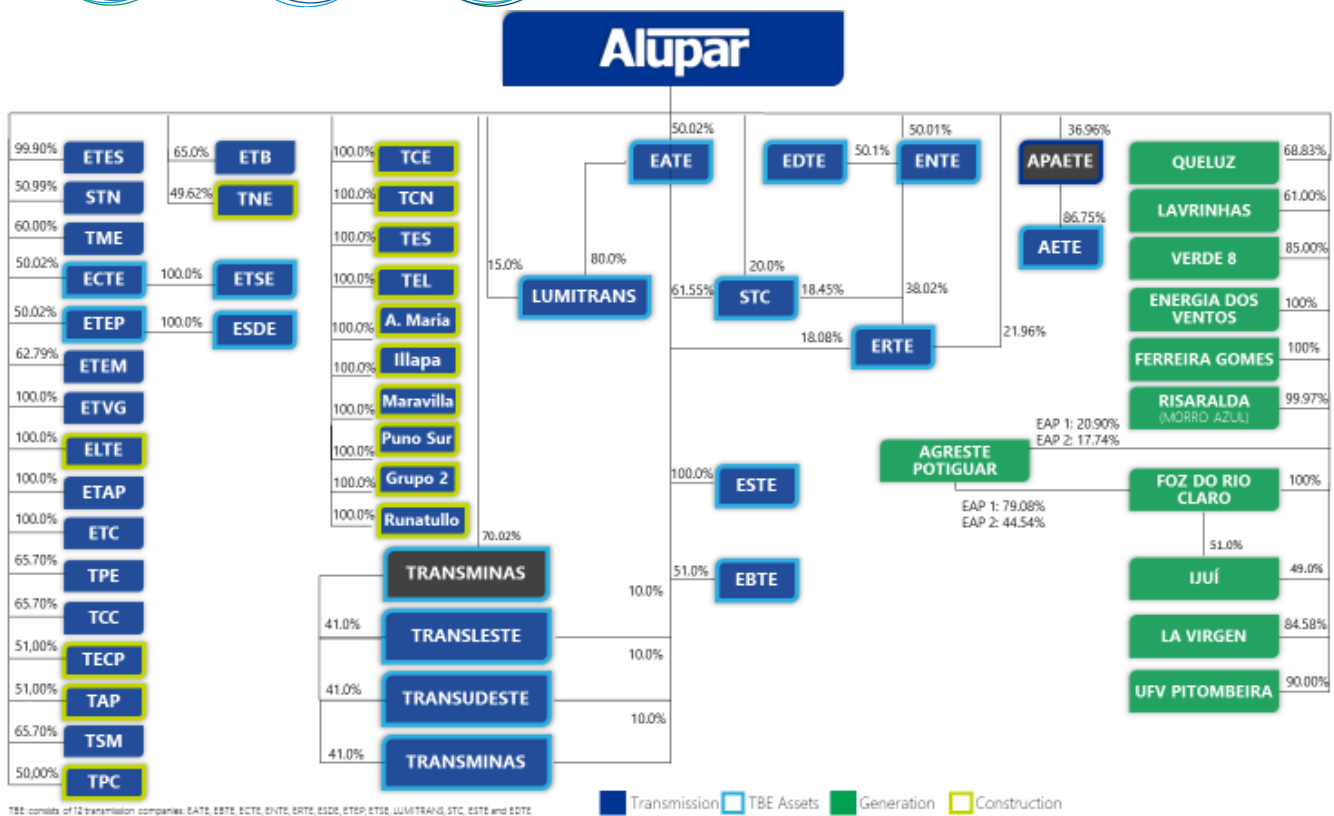 Alupar
50.02%
50.01%
36.96%
99.90%
ETES
65.0%
ETB
100.0%
TCE
EATE
EDTE
50.1%
ENTE
APAETE
QUELUZ
68.83%
50.99%
STN
49.62%
TNE
100.0%
TCN
86.75%
LAVRINHAS
61.00%
60.00%
TME
100.0%
TES
AETE
VERDE 8
85.00%
50.02%
ECTE
100.0%
ETSE
100.0%
TEL
15.0%
80.0%
LUMITRANS
61.55%
20.0%
STC
18.45%
38.02%
ENERGIA DOS
VENTOS
100%
50.02%
ETEP
100.0%
ESDE
100.0%
A. Maria
18.08%
ERTE
21.96%
62.79%
ETEM
100.0%
Illapa
FERREIRA GOMES
100%
100.0%
ETVG
100.0%
Maravilla
RISARALDA
(MORRO AZUL)
99.97%
100.0%
ELTE
100.0%
Puno Sur
EAP 1: 20.90%
EAP 2: 17.74%
AGRESTE
POTIGUAR
100.0%
ETAP
100.0%
Grupo 2
100.0%
ESTE
FOZ DO RIO
CLARO
100%
EAP 1: 79.08%
EAP 2: 44.54%
100.0%
ETC
100.0%
Runatullo
70.02%
51.0%
65.70%
TPE
TRANSMINAS
51.0%
EBTE
10.0%
IJUÍ
49.0%
65.70%
TCC
41.0%
TRANSLESTE
10.0%
LA VIRGEN
84.58%
51,00%
TECP
51,00%
TAP
41.0%
TRANSUDESTE
10.0%
UFV PITOMBEIRA
90.00%
65.70%
TSM
41.0%
TRANSMINAS
50,00%
TPC
TBE: consists of 12 transmission companies: EATE, EBTE, ECTE, ENTE, ERTE, ESDE, ETEP, ETSE, LUMITRANS, STC, ESTE and EDTE
Transmission
TBE Assets
Generation
Construction